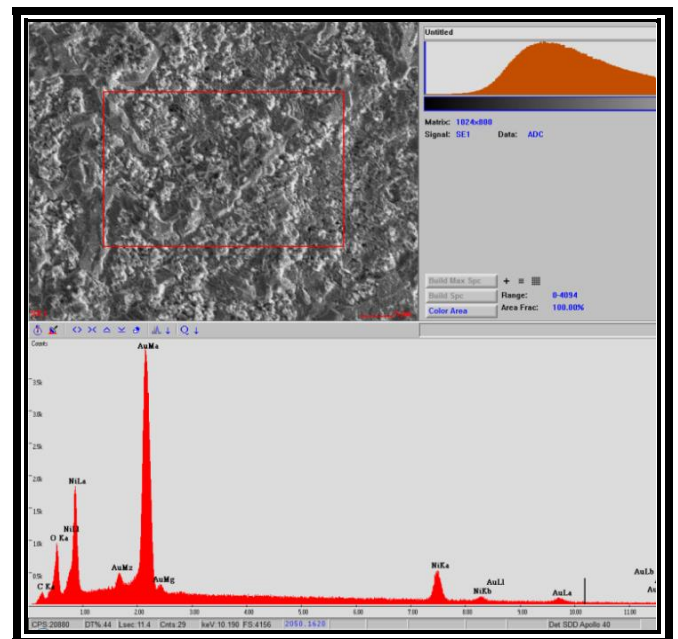 Untitled
Matrix: 1024x800
Signal: SE1 Data: ADC
Build Max Spc
Build Spc Range: 0-4094
Color Area Area Frac: 100.00%
Counts
AuMa
3.5k
3.0k
2.5k
2.0k
NiLa
1.5k
NiLl
1.0k
O Ka
NiKa
AuLb
AuMz
AuLl
0.5k
AuMg
C Ka
NiKb
AuLa
1.00 2.00 3.00 4.00 5.00 6.00 7.00 8.00 9.00 10.00 11.00
CPS:20880 DT%:44 Lsec:11.4 Cnts:29 keV:10.190 FS:4156 2050.1620 Det SDD Apollo 40